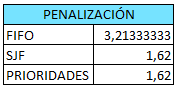 PENALIZACIÓN
FIFO 3,21333333
SJF 1,62
PRIORIDADES 1,62